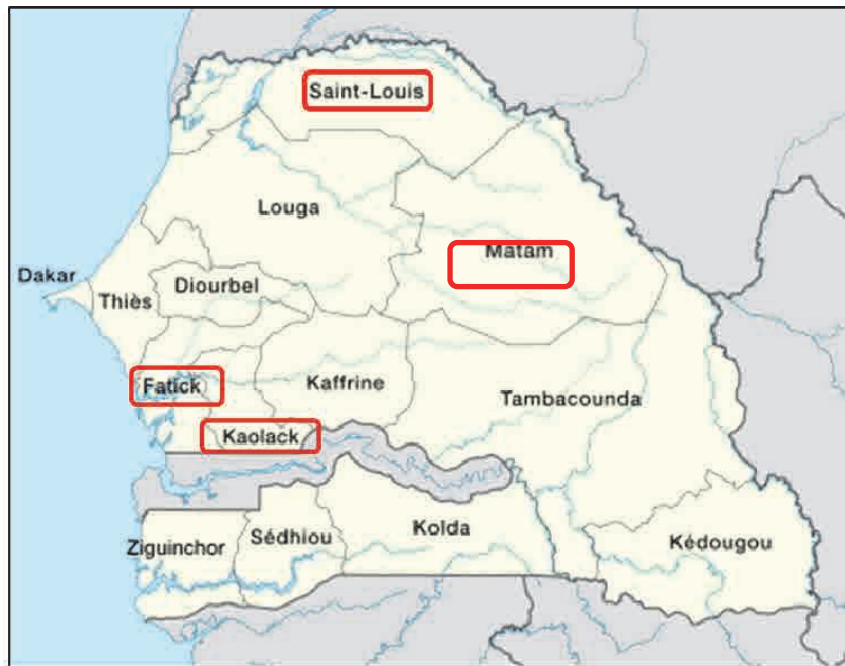 Saint-Louis
Louga
Matam
Dakar
Thiès
Diourbel
Fatick
Kaffrine
Tambacounda
Kaolack
Ziguinchor
Sédhiou
Kolda
Kédougou